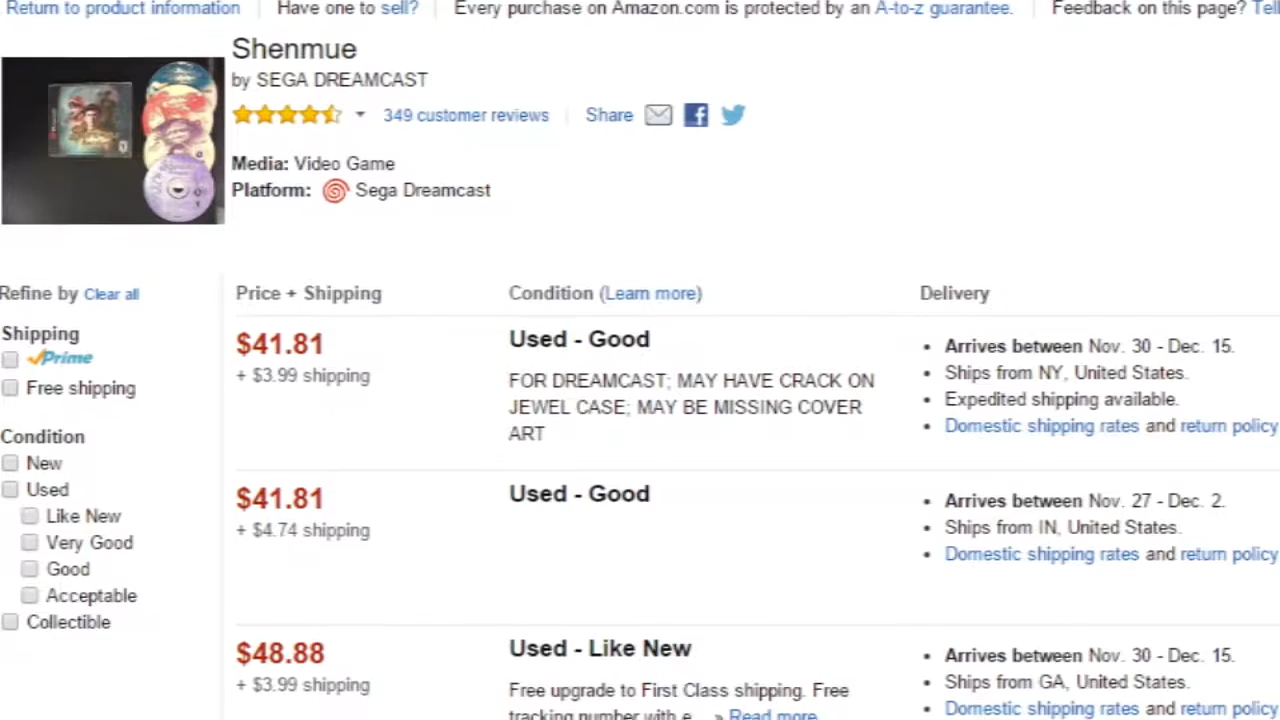 Return to product information
Have one to sell?
Every purchase on Amazon.com is protected by an A-to-z guarantee.
Feedback on this page? Tell
Shenmue
by SEGA DREAMCAST
349 customer reviews
Share
Media: Video Game
Platform: Sega Dreamcast
Refine by Clear all
Shipping
Prime
Free shipping
Condition
New
Used
Like New
Very Good
Good
Acceptable
Collectible
Price + Shipping
Condition (Learn more)
Delivery
$41.81
+ $3.99 shipping
Used - Good
FOR DREAMCAST; MAY HAVE CRACK ON
JEWEL CASE; MAY BE MISSING COVER
ART
• Arrives between Nov. 30 - Dec. 15.
• Ships from NY, United States.
• Expedited shipping available.
• Domestic shipping rates and return policy
$41.81
+ $4.74 shipping
Used - Good
• Arrives between Nov. 27 - Dec. 2.
• Ships from IN, United States.
• Domestic shipping rates and return policy
$48.88
+ $3.99 shipping
Used - Like New
Free upgrade to First Class shipping. Free
tracking number with e... » Read more
• Arrives between Nov. 30 - Dec. 15.
• Ships from GA, United States.
• Domestic shipping rates and return policy